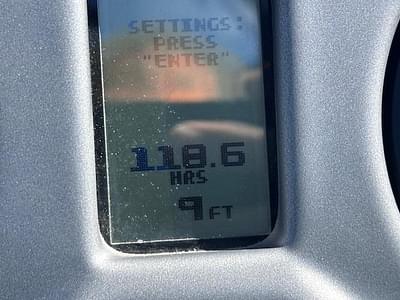 SETTINGS:
PRESS
"ENTER"
118.6
HRS
9 FT